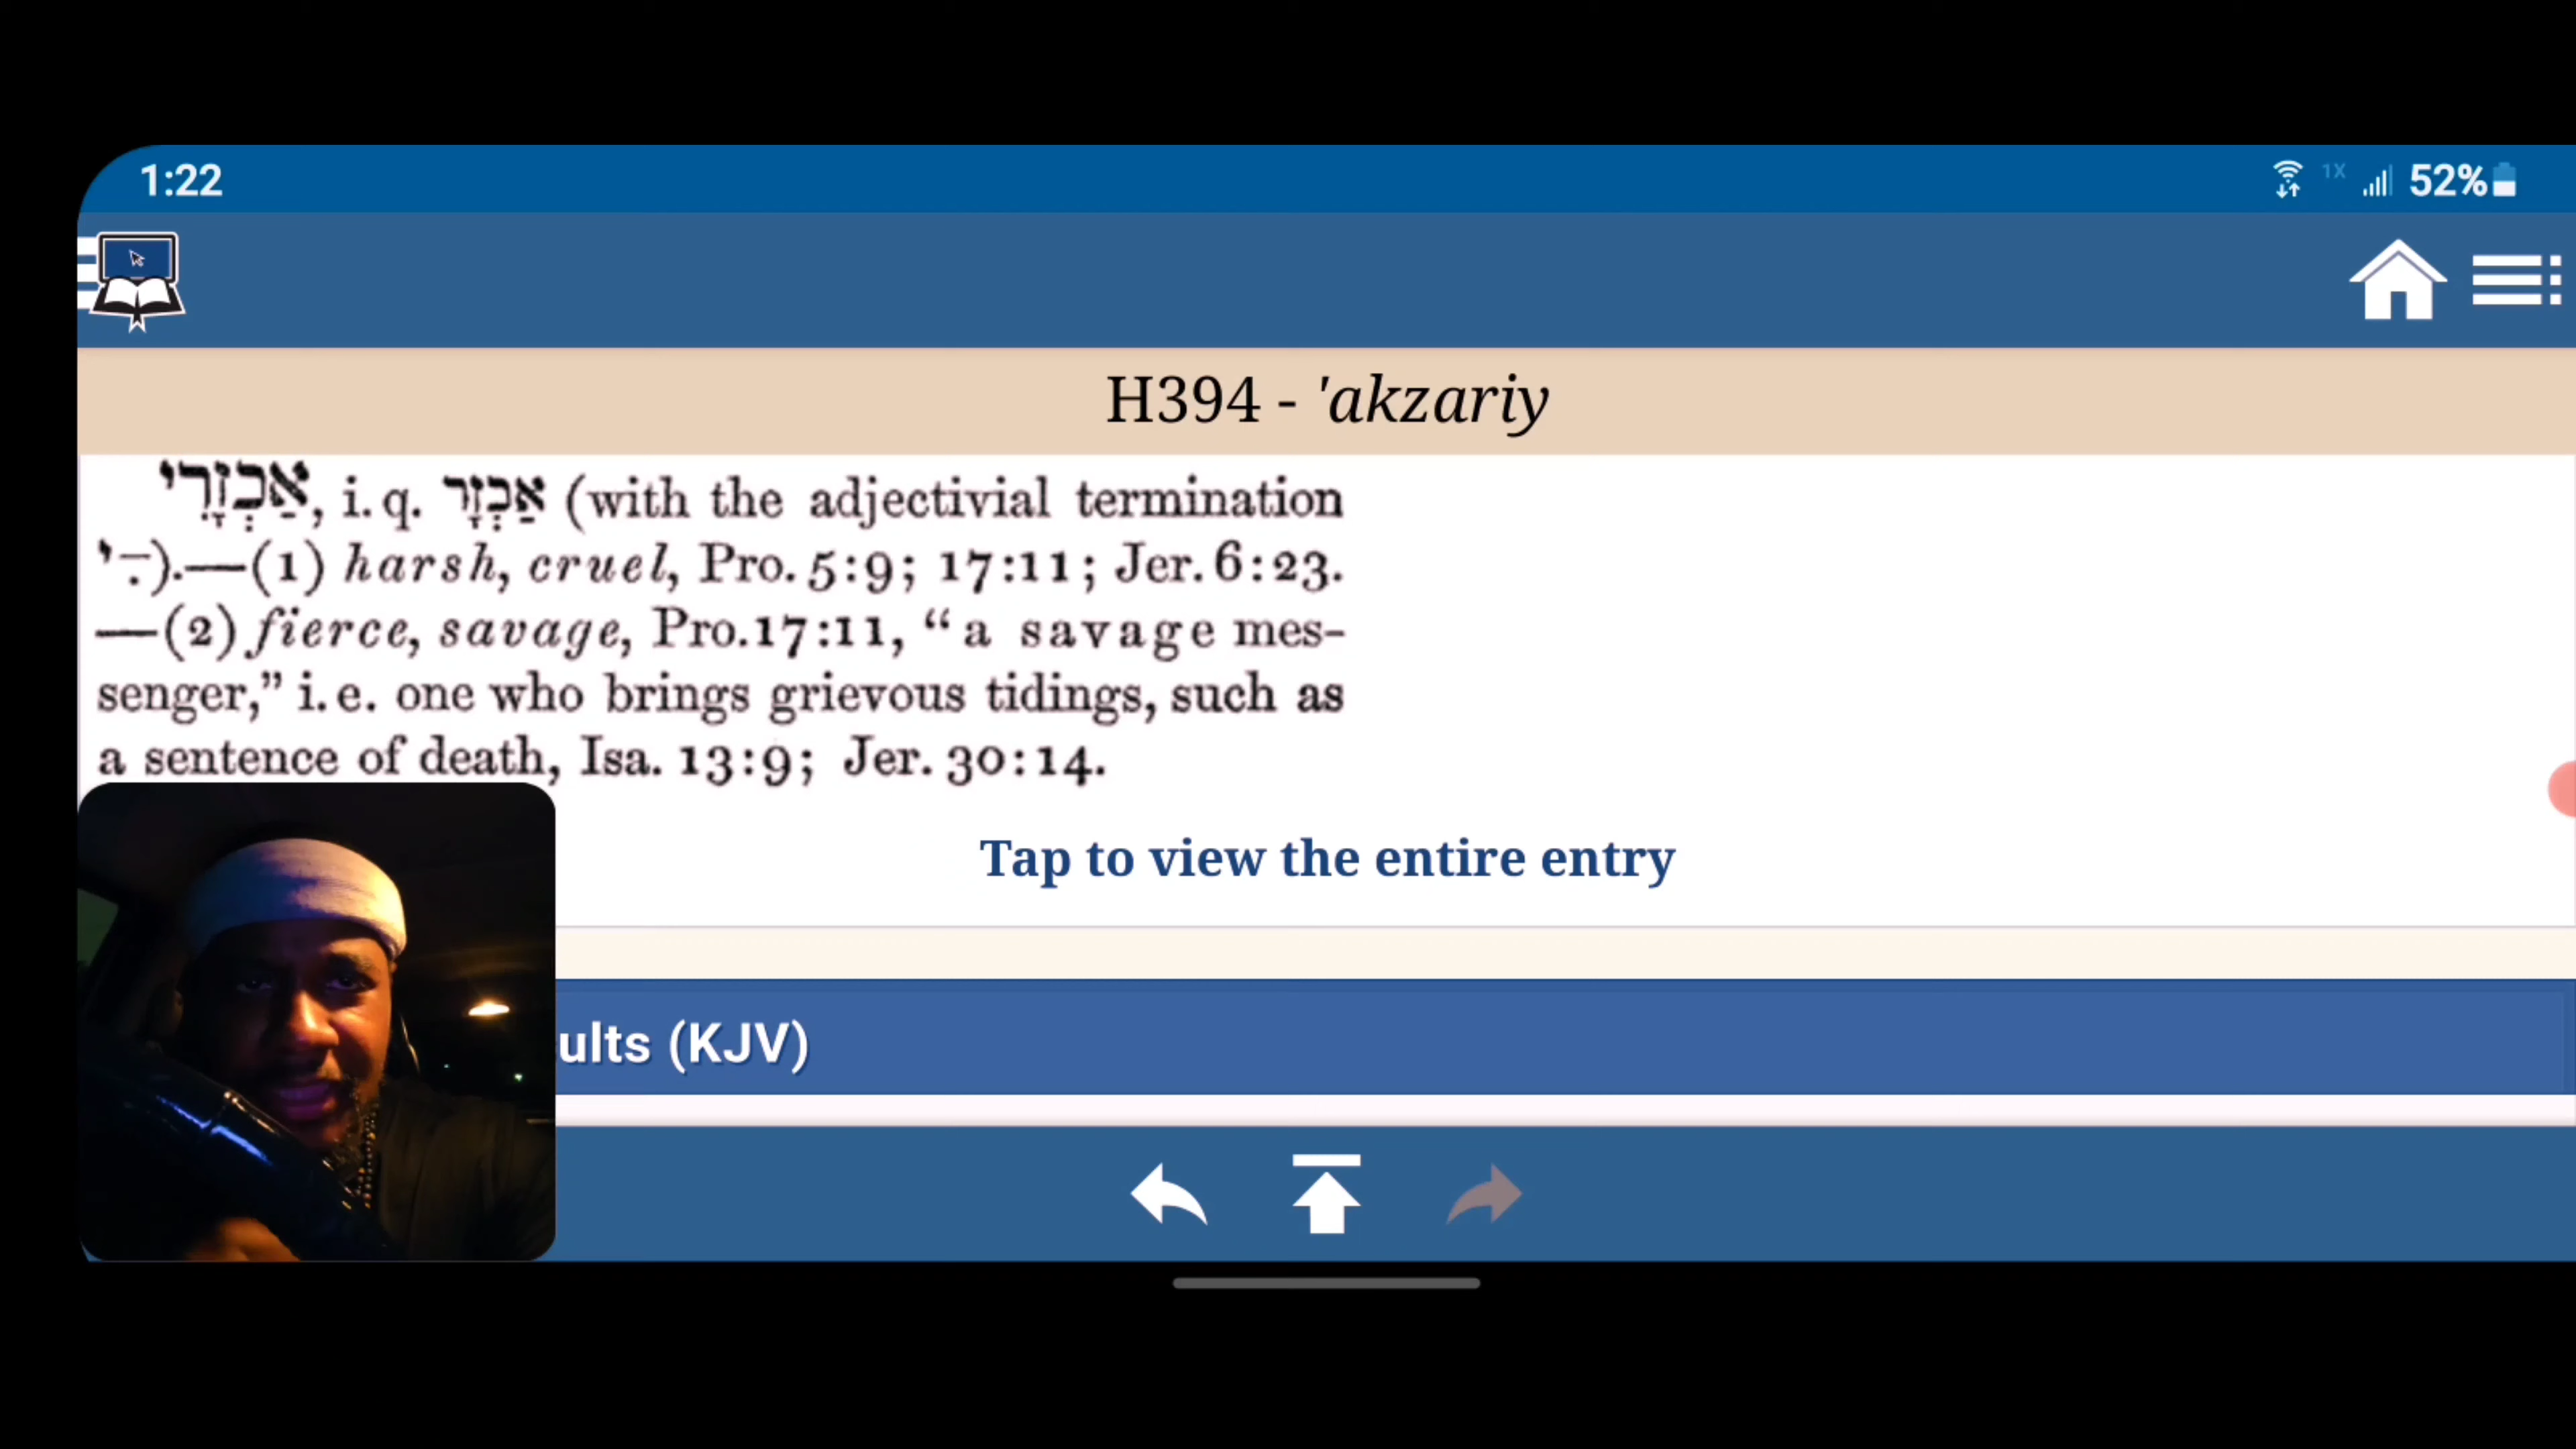 1:22 1X 52%
H394 - 'akzariy
אַכְזָרִי, i. q. אַכְזָר (with the adjectivial termination
ִ־י).—(1) harsh, cruel, Pro. 5:9; 17:11; Jer. 6:23.
—(2) fierce, savage, Pro. 17:11, “a savage mes-
senger,” i. e. one who brings grievous tidings, such as
a sentence of death, Isa. 13:9; Jer. 30:14.
Tap to view the entire entry
ults (KJV)